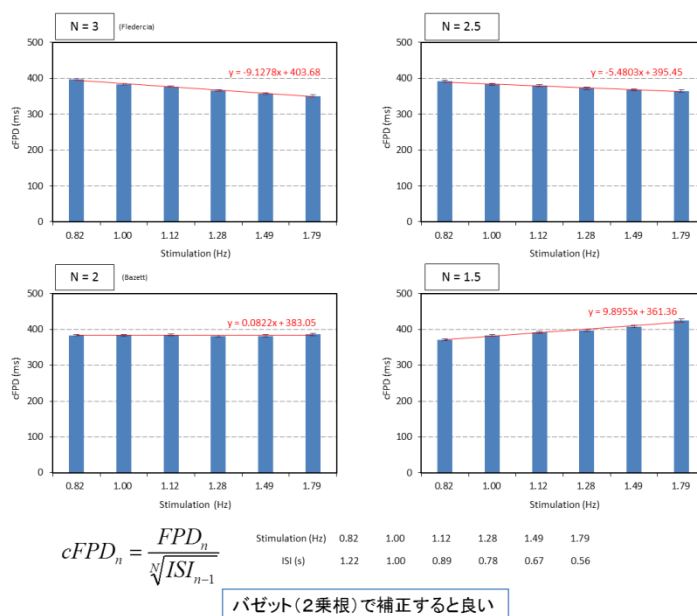 N = 3 (Fledercia)
y = -9.1278x + 403.68
500
400
300
200
100
0
cFPD (ms)
0.82 1.00 1.12 1.28 1.49 1.79
Stimulation (Hz)
N = 2.5
y = -5.4803x + 395.45
500
400
300
200
100
0
cFPD (ms)
0.82 1.00 1.12 1.28 1.49 1.79
Stimulation (Hz)
N = 2 (Bazett)
y = 0.0822x + 383.05
500
400
300
200
100
0
cFPD (ms)
0.82 1.00 1.12 1.28 1.49 1.79
Stimulation (Hz)
N = 1.5
y = 9.8955x + 361.36
500
400
300
200
100
0
cFPD (ms)
0.82 1.00 1.12 1.28 1.49 1.79
Stimulation (Hz)
cFPDₙ = FPDₙ / ᴺ√ISIₙ₋₁
Stimulation (Hz) 0.82 1.00 1.12 1.28 1.49 1.79
ISI (s) 1.22 1.00 0.89 0.78 0.67 0.56
バゼット(2乗根)で補正すると良い